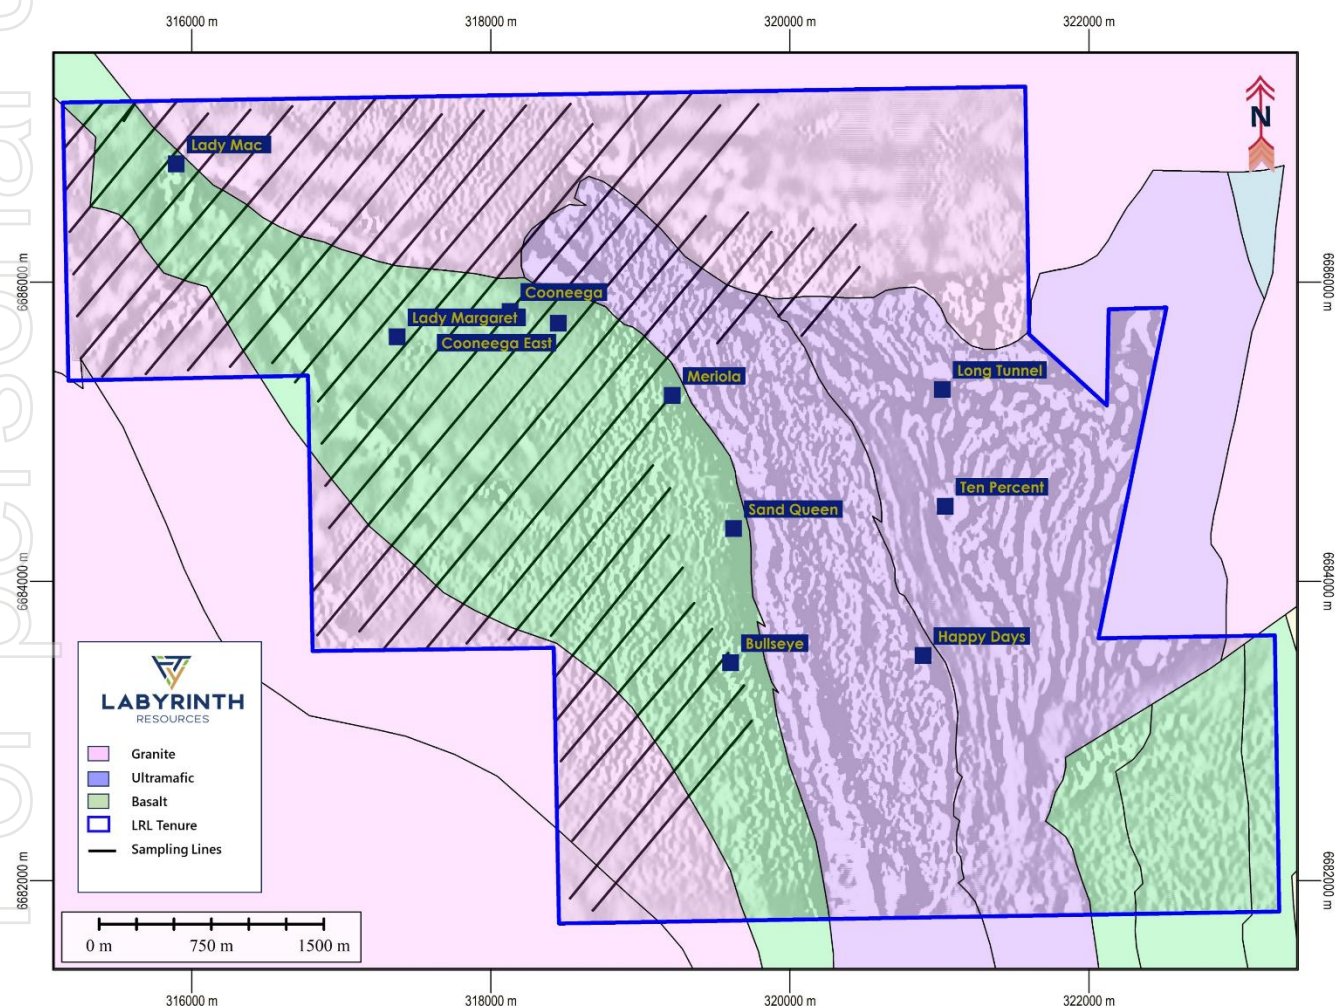 316000 m
318000 m
320000 m
322000 m
For personal
N
Lady Mac
6686000 m
6686000 m
Cooneega
Lady Margaret
Cooneega East
Long Tunnel
Meriola
Ten Percent
Sand Queen
6684000 m
6684000 m
Happy Days
Bullseye
LABYRINTH
RESOURCES
Granite
Ultramafic
Basalt
LRL Tenure
Sampling Lines
6682000 m
6682000 m
0 m
750 m
1500 m
316000 m
318000 m
320000 m
322000 m